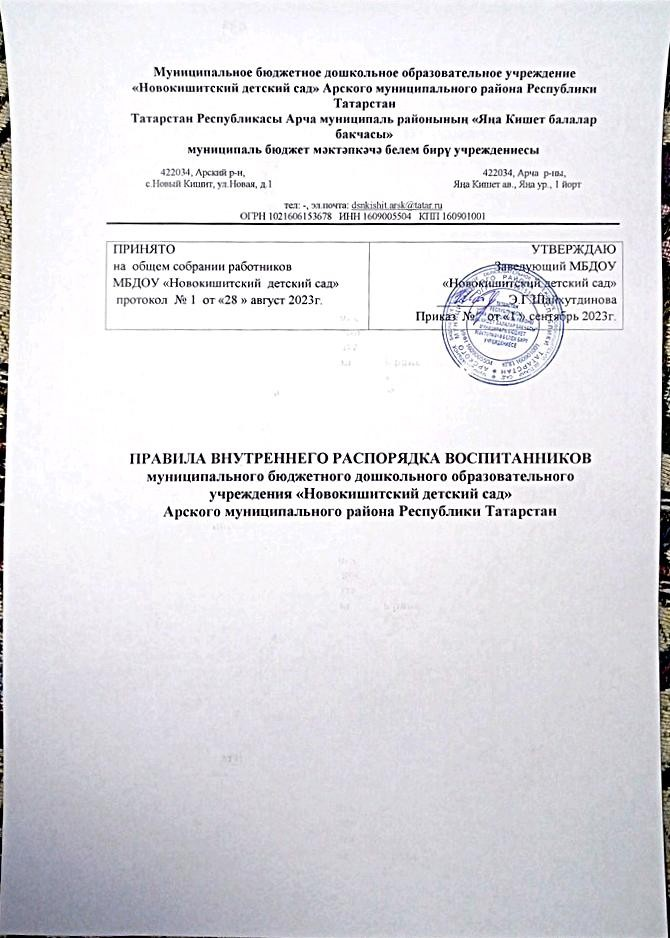 Муниципальное бюджетное дошкольное образовательное учреждение
«Новокишитский детский сад» Арского муниципального района Республики
Татарстан
Татарстан Республикасы Арча муниципаль районының «Яңа Кишет балалар
бакчасы»
муниципаль бюджет мәктәпкәчә белем бирү учреждениесы
422034, Арский р-н,
с.Новый Кишит, ул.Новая, д.1
422034, Арча р-ны,
Яңа Кишет ав., Яңа ур., 1 йорт
тел: -, эл.почта: dsnkishit.arsk@tatar.ru
ОГРН 1021606153678 ИНН 1609005504 КПП 160901001
ПРИНЯТО
на общем собрании работников
МБДОУ «Новокишитский детский сад»
протокол № 1 от «28 » август 2023г.
УТВЕРЖДАЮ
Заведующий МБДОУ
«Новокишитский детский сад»
Э.Г.Шайхутдинова
Приказ № от «1 » сентябрь 2023г.
ПРАВИЛА ВНУТРЕННЕГО РАСПОРЯДКА ВОСПИТАННИКОВ
муниципального бюджетного дошкольного образовательного
учреждения «Новокишитский детский сад»
Арского муниципального района Республики Татарстан